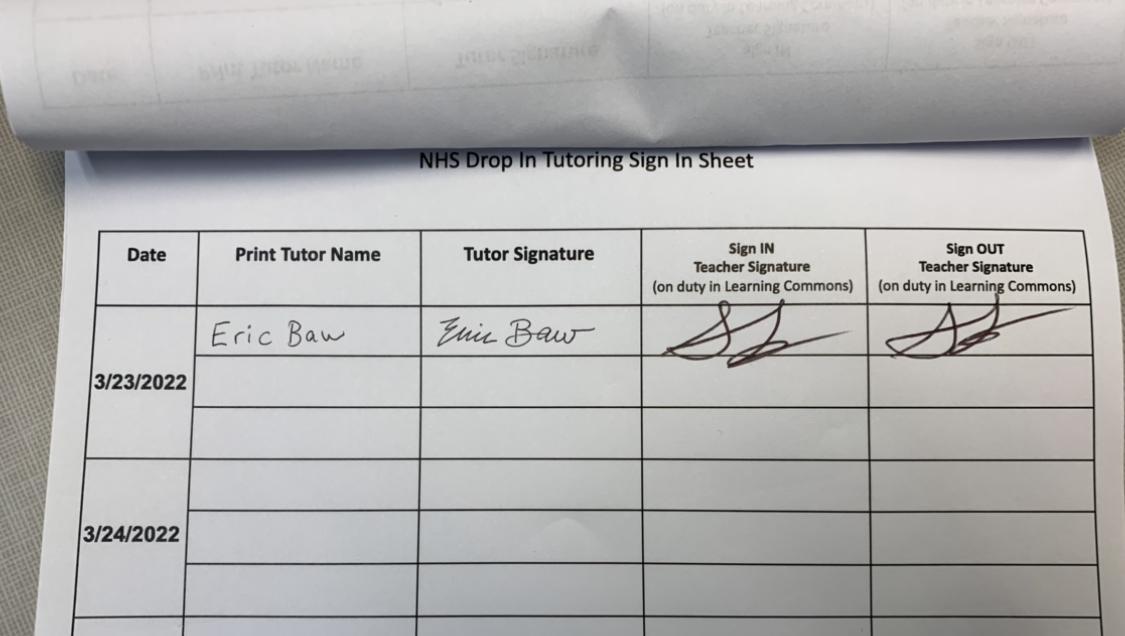 NHS Drop In Tutoring Sign In Sheet
Date Print Tutor Name Tutor Signature Sign IN Sign OUT
Teacher Signature Teacher Signature
(on duty in Learning Commons) (on duty in Learning Commons)
Eric Baw Eric Baw
3/23/2022
3/24/2022